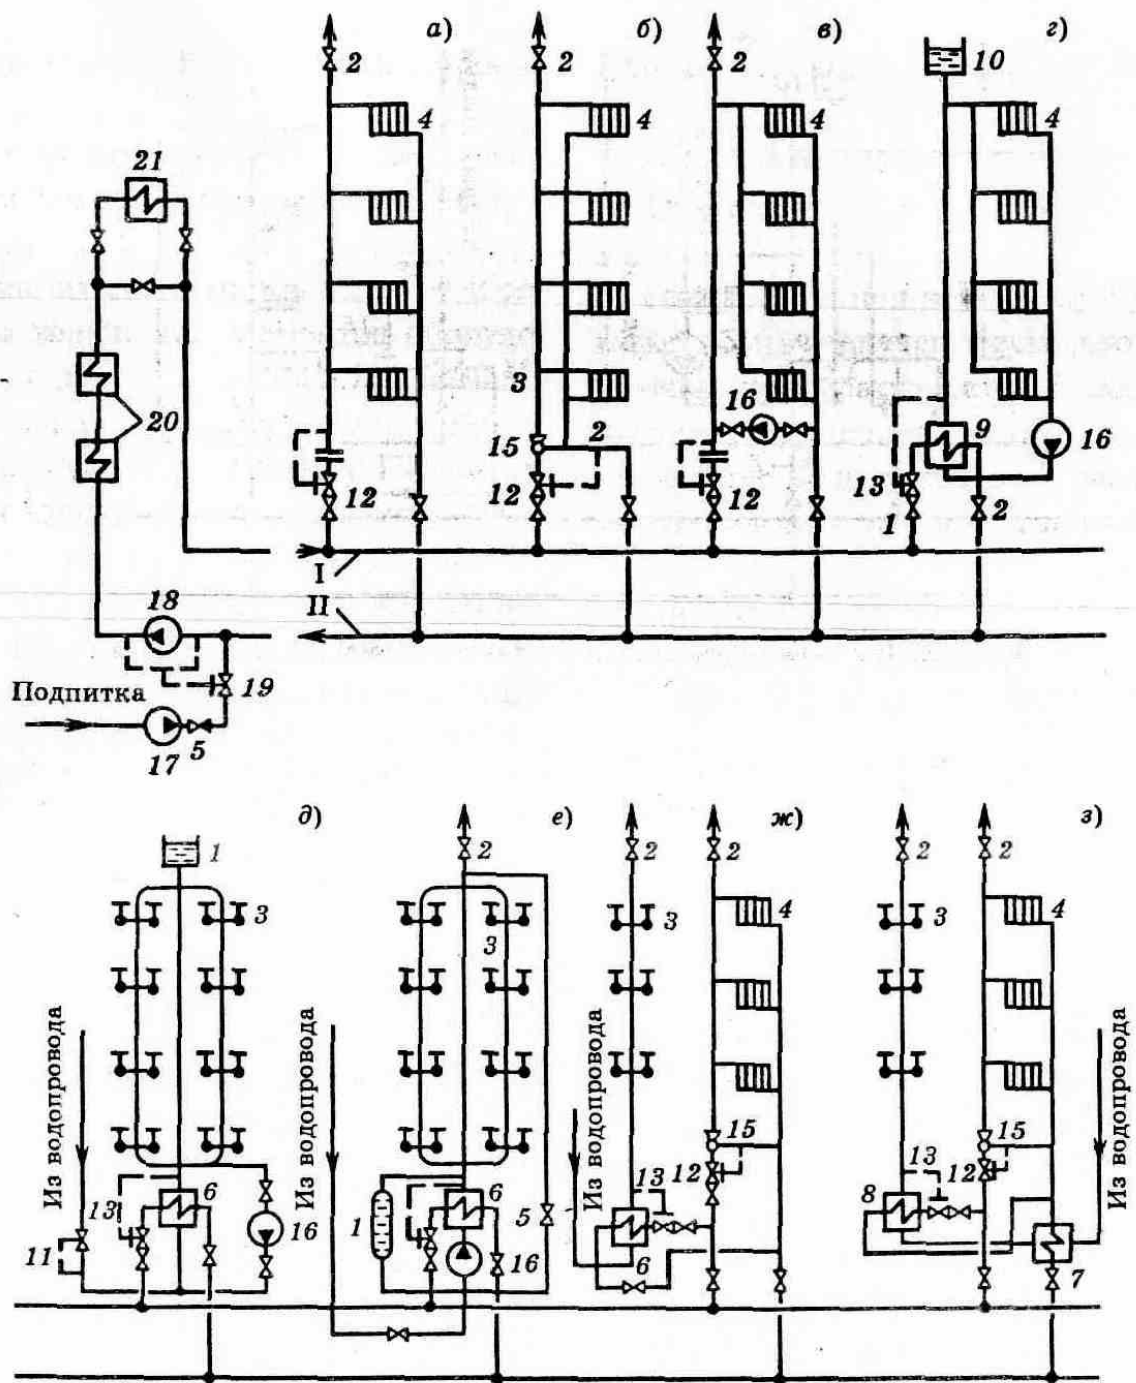 а) б) в) г)
2 2 2 10
4 4 4 4
21
3 16
20
15 2 9 16
12 12 12 13
1 2
I
18 II
Подпитка 19
17 5
д) е) ж) з)
1 2 2 2 2 2
3 3 3 4 3 4
Из водопровода
Из водопровода
Из водопровода
Из водопровода
15 15
13 12 13 12
13 6 6 8
11 16 1 16 5 6 7